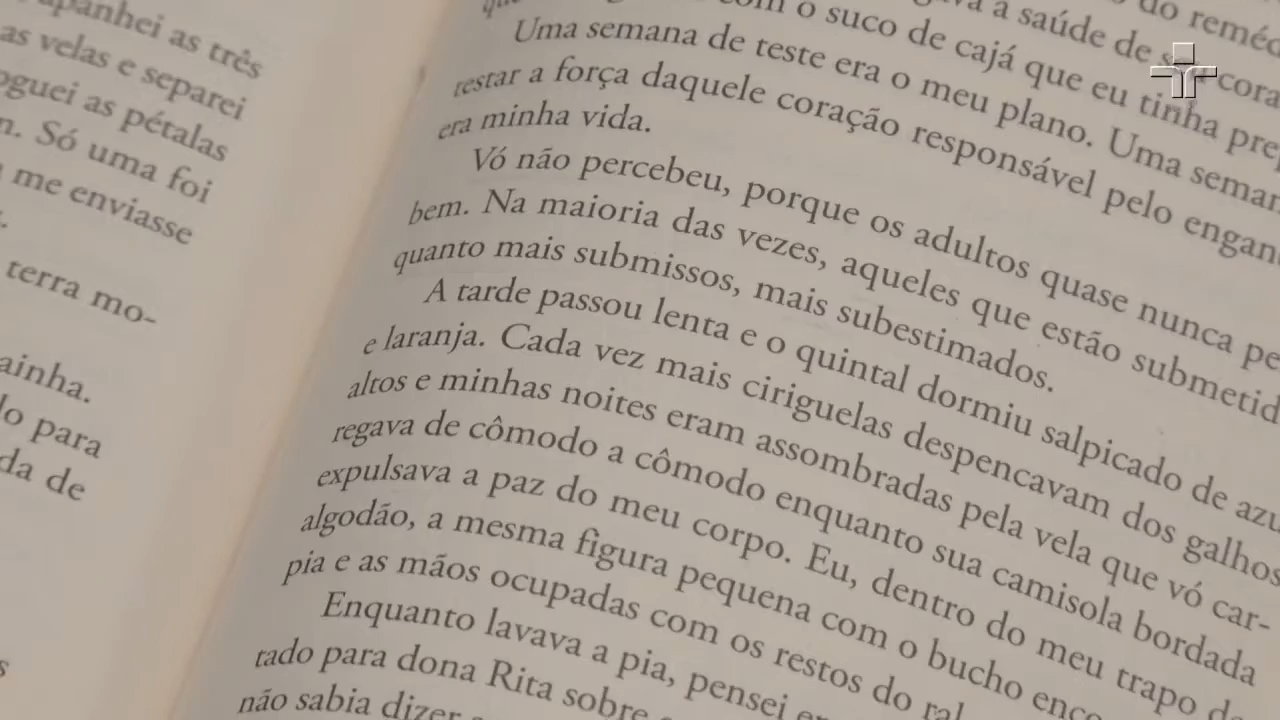 apanhei as três
as velas e separei
oguei as pétalas
n. Só uma foi
me enviasse
terra mo-
ainha.
lo para
da de
s
com o suco de cajá que eu tinha prep
Uma semana de teste era o meu plano. Uma seman
testar a força daquele coração responsável pelo engan
era minha vida.
Vó não percebeu, porque os adultos quase nunca pe
bem. Na maioria das vezes, aqueles que estão submetid
quanto mais submissos, mais subestimados.
A tarde passou lenta e o quintal dormiu salpicado de azu
e laranja. Cada vez mais ciriguelas despencavam dos galhos
altos e minhas noites eram assombradas pela vela que vó car-
regava de cômodo a cômodo enquanto sua camisola bordada
expulsava a paz do meu corpo. Eu, dentro do meu trapo de
algodão, a mesma figura pequena com o bucho enco
pia e as mãos ocupadas com os restos do ral
Enquanto lavava a pia, pensei e
tado para dona Rita sobre
não sabia dizer